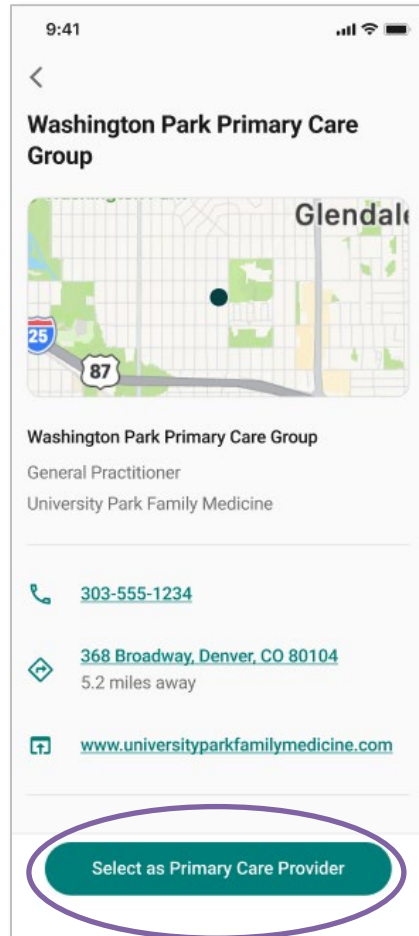 9:41
Washington Park Primary Care
Group
Glendal
25
87
Washington Park Primary Care Group
General Practitioner
University Park Family Medicine
303-555-1234
368 Broadway, Denver, CO 80104
5.2 miles away
www.universityparkfamilymedicine.com
Select as Primary Care Provider